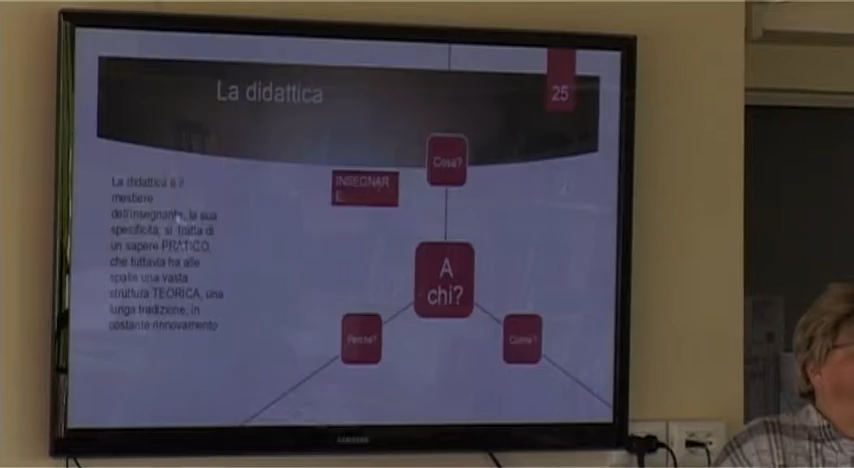 La didattica
25
La didattica è il
mestiere
dell'insegnante, la sua
specificità; si tratta di
un sapere PRATICO,
che tuttavia ha alle
spalle una vasta
struttura TEORICA, una
lunga tradizione, in
costante rinnovamento
INSEGNAR
E:
Cosa?
A
chi?
Perché?
Come?
SAMSUNG